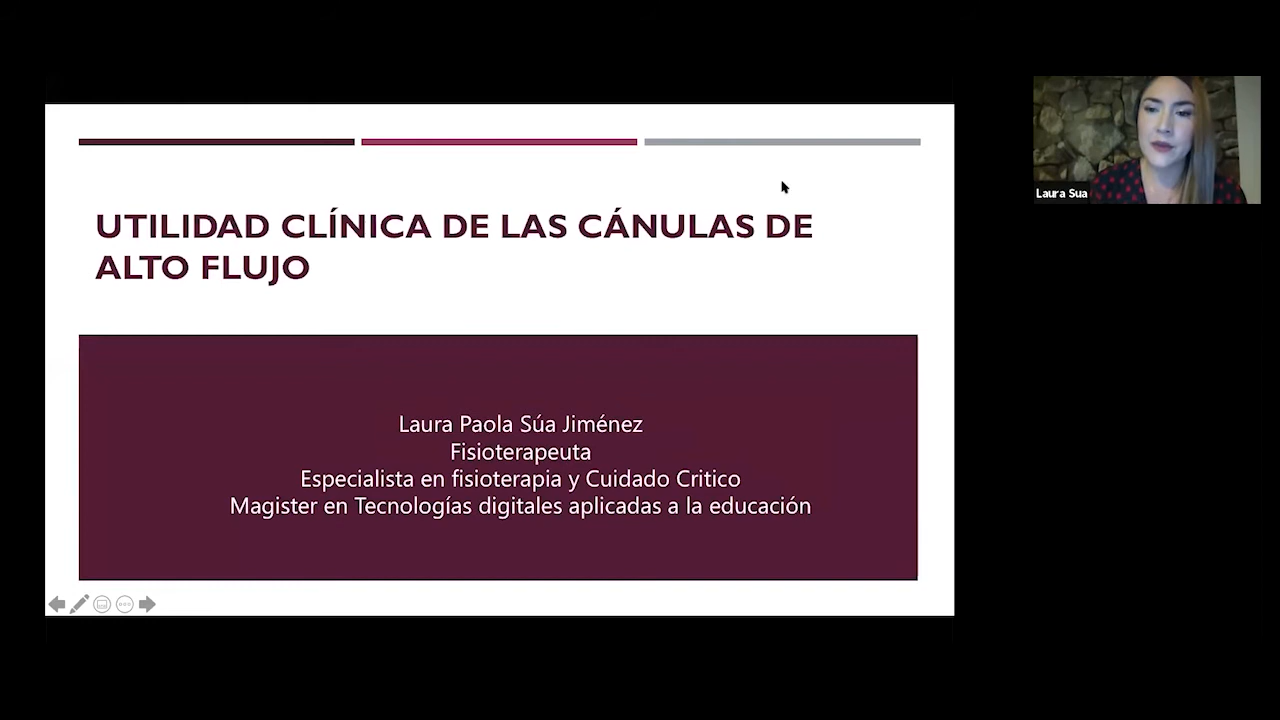 UTILIDAD CLÍNICA DE LAS CÁNULAS DE
ALTO FLUJO
Laura Paola Súa Jiménez
Fisioterapeuta
Especialista en fisioterapia y Cuidado Critico
Magister en Tecnologías digitales aplicadas a la educación
Laura Sua